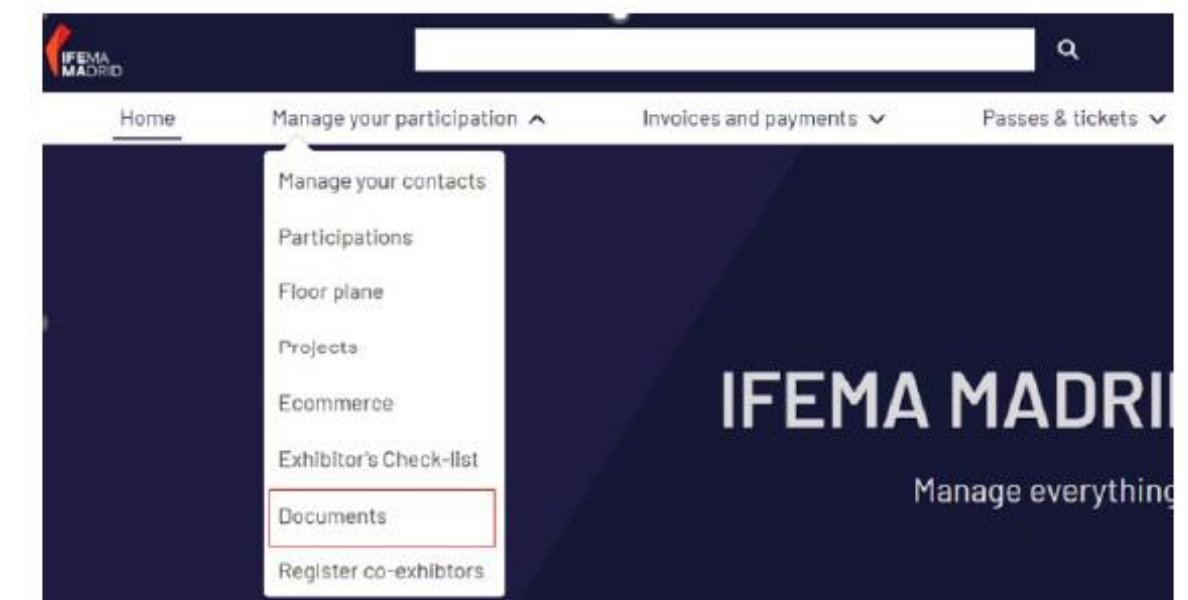 IFEMA
MADRID
Home Manage your participation Invoices and payments Passes & tickets
Manage your contacts
Participations
Floor plane
Projects
Ecommerce
Exhibitor's Check-list
Documents
Register co-exhibtors
IFEMA MADRI
Manage everything